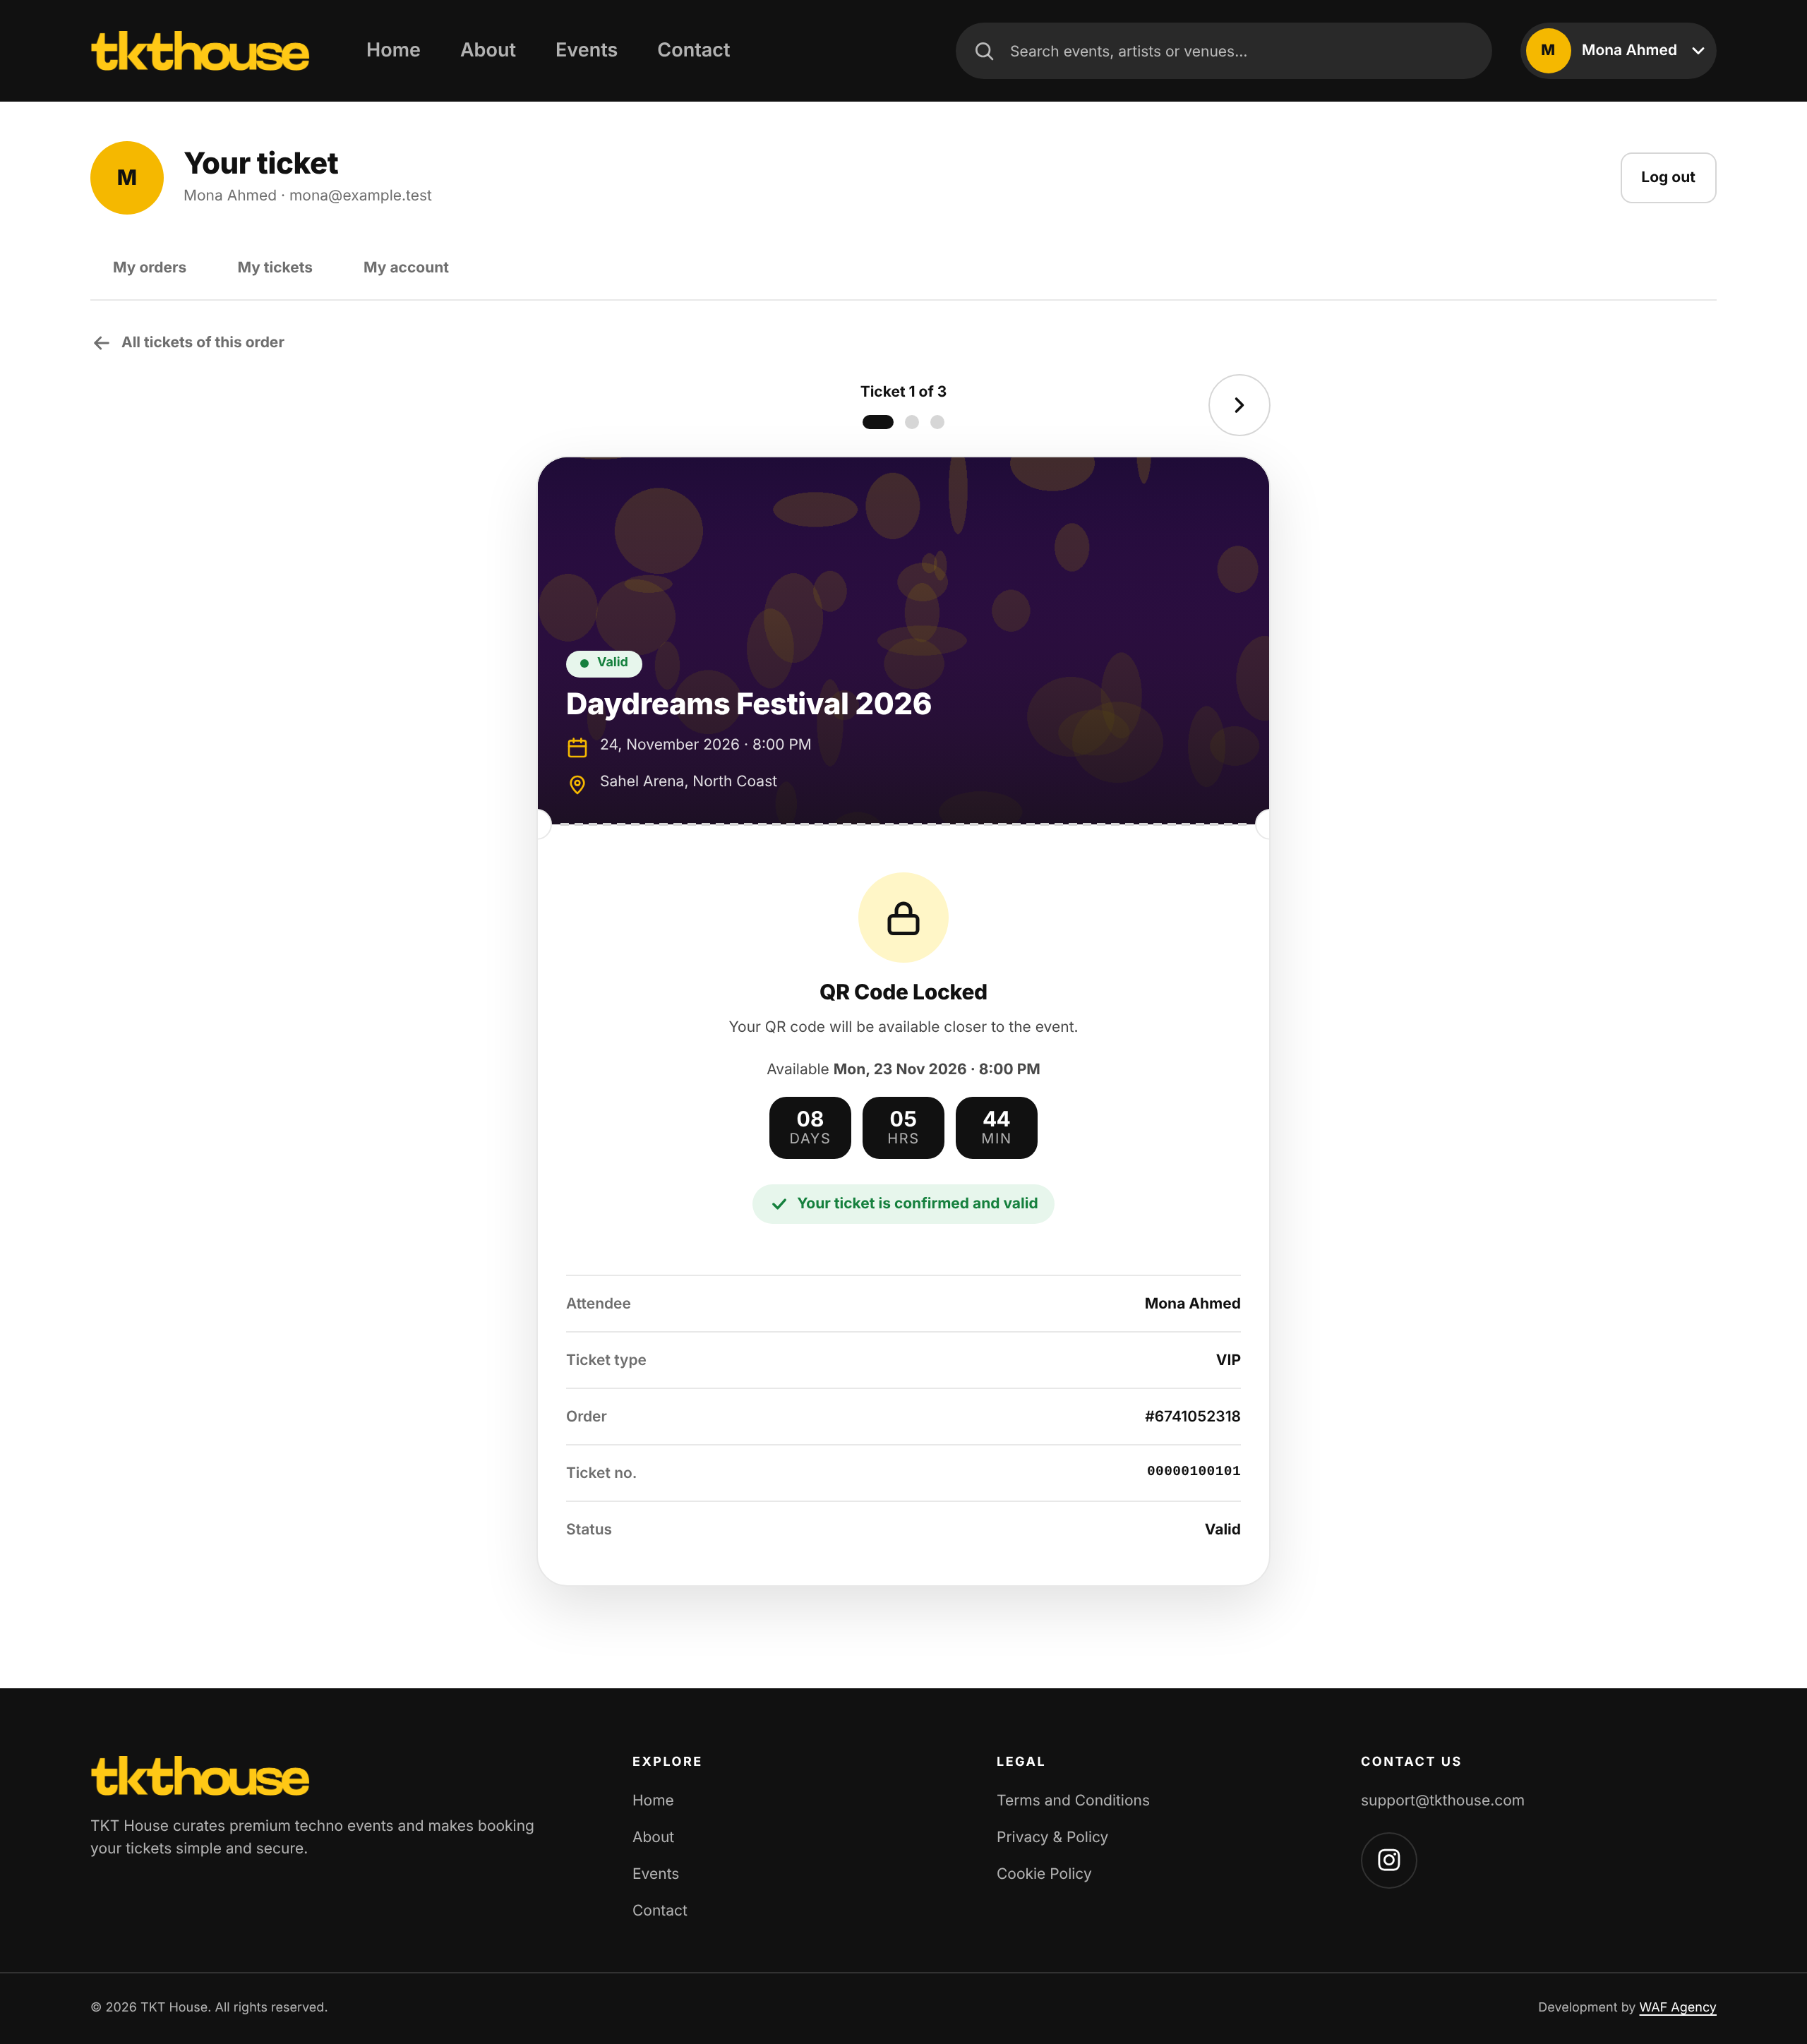 tkthouse
Home About Events Contact
Search events, artists or venues...
M Mona Ahmed
M
Your ticket
Mona Ahmed · mona@example.test
Log out
My orders My tickets My account
All tickets of this order
Ticket 1 of 3
Valid
Daydreams Festival 2026
24, November 2026 · 8:00 PM
Sahel Arena, North Coast
QR Code Locked
Your QR code will be available closer to the event.
Available Mon, 23 Nov 2026 · 8:00 PM
08 05 44
DAYS HRS MIN
Your ticket is confirmed and valid
Attendee Mona Ahmed
Ticket type VIP
Order #6741052318
Ticket no. 00000100101
Status Valid
tkthouse
TKT House curates premium techno events and makes booking
your tickets simple and secure.
EXPLORE
Home
About
Events
Contact
LEGAL
Terms and Conditions
Privacy & Policy
Cookie Policy
CONTACT US
support@tkthouse.com
© 2026 TKT House. All rights reserved.
Development by WAF Agency